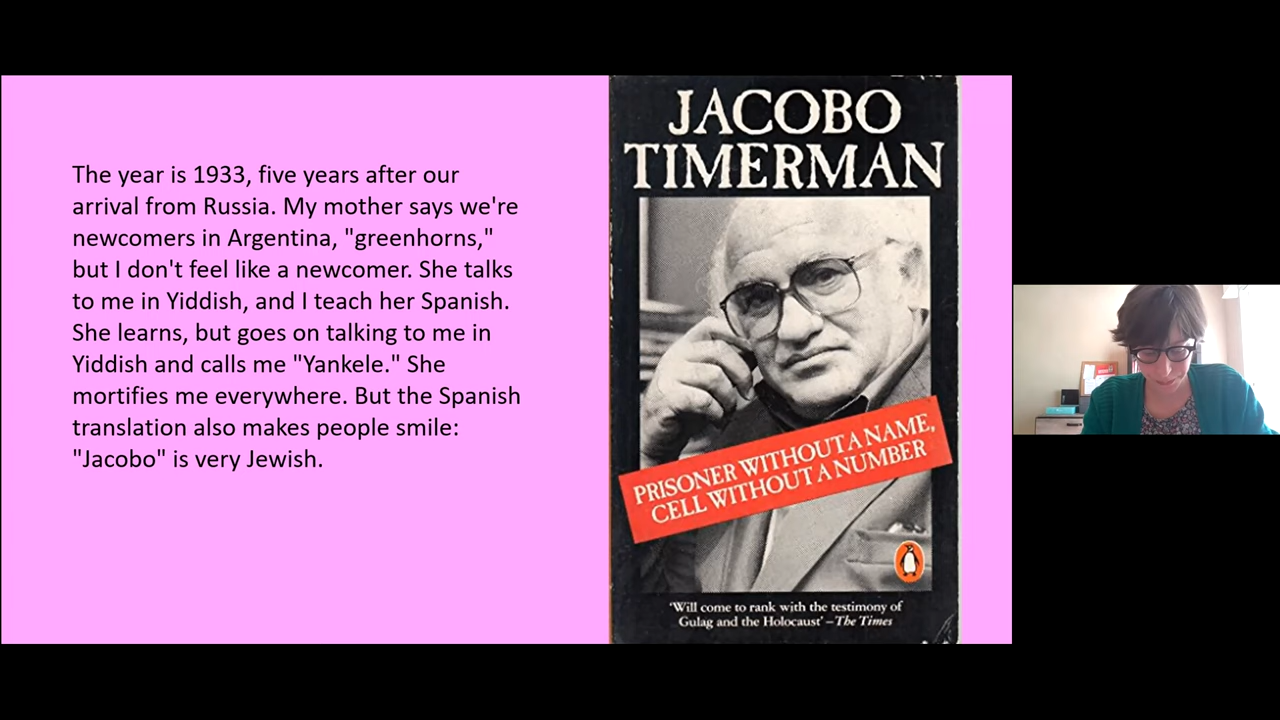 The year is 1933, five years after our
arrival from Russia. My mother says we're
newcomers in Argentina, "greenhorns,"
but I don't feel like a newcomer. She talks
to me in Yiddish, and I teach her Spanish.
She learns, but goes on talking to me in
Yiddish and calls me "Yankele." She
mortifies me everywhere. But the Spanish
translation also makes people smile:
"Jacobo" is very Jewish.
JACOBO
TIMERMAN
PRISONER WITHOUT A NAME,
CELL WITHOUT A NUMBER
'Will come to rank with the testimony of
Gulag and the Holocaust' – The Times